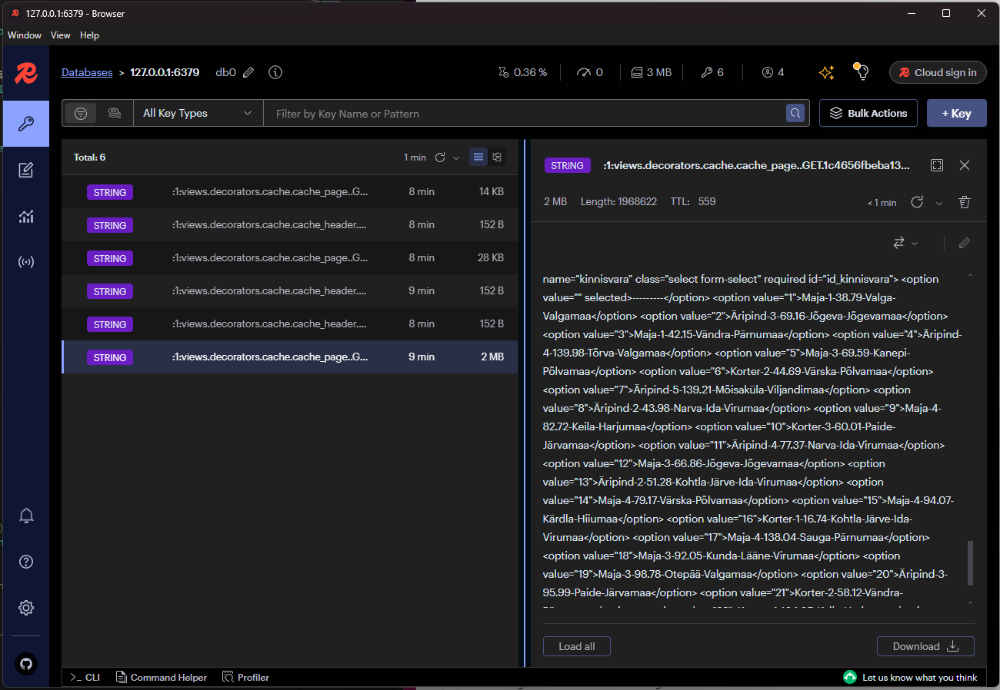 127.0.0.1:6379 - Browser
Window View Help
Databases > 127.0.0.1:6379 db0 0.36 % 0 3 MB 6 4 Cloud sign in
All Key Types Filter by Key Name or Pattern Bulk Actions + Key
Total: 6 1 min
STRING :1:views.decorators.cache.cache_page..G... 8 min 14 KB
STRING :1:views.decorators.cache.cache_header.... 8 min 152 B
STRING :1:views.decorators.cache.cache_page..G... 8 min 28 KB
STRING :1:views.decorators.cache.cache_header.... 9 min 152 B
STRING :1:views.decorators.cache.cache_header.... 8 min 152 B
STRING :1:views.decorators.cache.cache_page..G... 9 min 2 MB
STRING :1:views.decorators.cache.cache_page..GET.1c4656fbeba13...
2 MB Length: 1968622 TTL: 559 < 1 min
name="kinnisvara" class="select form-select" required id="id_kinnisvara"> <option
value="" selected>---------</option> <option value="1">Maja-1-38.79-Valga-
Valgamaa</option> <option value="2">Äripind-3-69.16-Jõgeva-Jõgevamaa</option>
<option value="3">Maja-1-42.15-Vändra-Pärnumaa</option> <option value="4">Äripind-
4-139.98-Tõrva-Valgamaa</option> <option value="5">Maja-3-69.59-Kanepi-
Põlvamaa</option> <option value="6">Korter-2-44.69-Värska-Põlvamaa</option>
<option value="7">Äripind-5-139.21-Mõisaküla-Viljandimaa</option> <option
value="8">Äripind-2-43.98-Narva-Ida-Virumaa</option> <option value="9">Maja-4-
82.72-Keila-Harjumaa</option> <option value="10">Korter-3-60.01-Paide-
Järvamaa</option> <option value="11">Äripind-4-77.37-Narva-Ida-Virumaa</option>
<option value="12">Maja-3-66.86-Jõgeva-Jõgevamaa</option> <option
value="13">Äripind-2-51.28-Kohtla-Järve-Ida-Virumaa</option> <option
value="14">Maja-4-79.17-Värska-Põlvamaa</option> <option value="15">Maja-4-94.07-
Kärdla-Hiiumaa</option> <option value="16">Korter-1-16.74-Kohtla-Järve-Ida-
Virumaa</option> <option value="17">Maja-4-138.04-Sauga-Pärnumaa</option>
<option value="18">Maja-3-92.05-Kunda-Lääne-Virumaa</option> <option
value="19">Maja-3-98.78-Otepää-Valgamaa</option> <option value="20">Äripind-3-
95.99-Paide-Järvamaa</option> <option value="21">Korter-2-58.12-Vändra-
Load all Download
>_ CLI Command Helper Profiler Let us know what you think